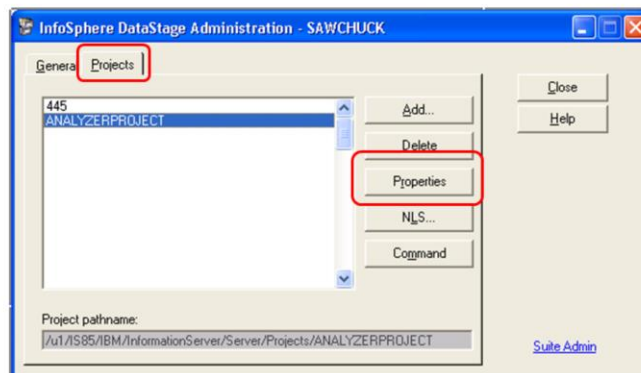 InfoSphere DataStage Administration - SAWCHUCK
General Projects
445
ANALYZERPROJECT
Add...
Delete
Properties
NLS...
Command
Close
Help
Project pathname:
/u1/IS85/IBM/InformationServer/Server/Projects/ANALYZERPROJECT
Suite Admin